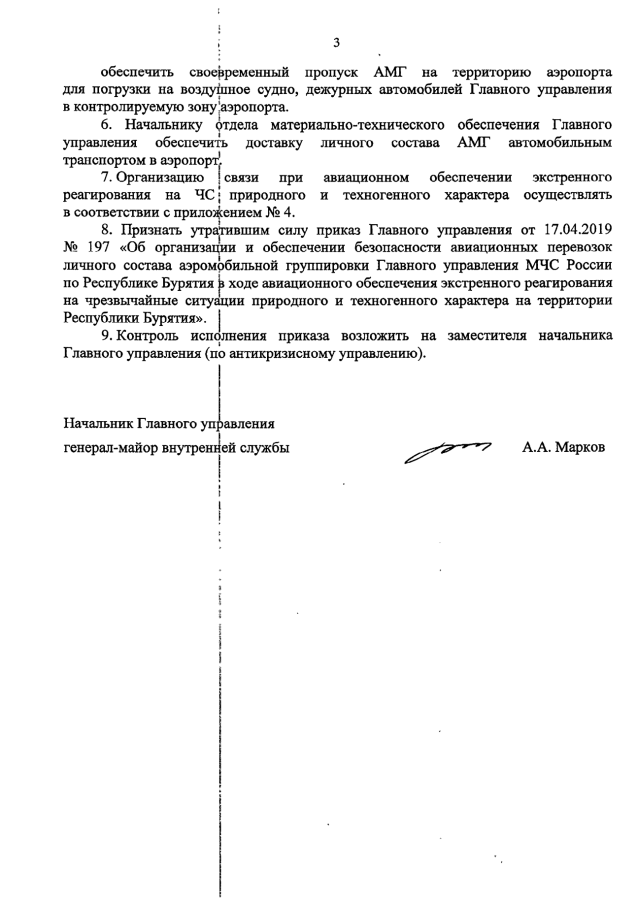 3
обеспечить своевременный пропуск АМГ на территорию аэропорта
для погрузки на воздушное судно, дежурных автомобилей Главного управления
в контролируемую зону аэропорта.
6. Начальнику отдела материально-технического обеспечения Главного
управления обеспечить доставку личного состава АМГ автомобильным
транспортом в аэропорт.
7. Организацию связи при авиационном обеспечении экстренного
реагирования на ЧС природного и техногенного характера осуществлять
в соответствии с приложением № 4.
8. Признать утратившим силу приказ Главного управления от 17.04.2019
№ 197 «Об организации и обеспечении безопасности авиационных перевозок
личного состава аэромобильной группировки Главного управления МЧС России
по Республике Бурятия в ходе авиационного обеспечения экстренного реагирования
на чрезвычайные ситуации природного и техногенного характера на территории
Республики Бурятия».
9. Контроль исполнения приказа возложить на заместителя начальника
Главного управления (по антикризисному управлению).
Начальник Главного управления
генерал-майор внутренней службы А.А. Марков